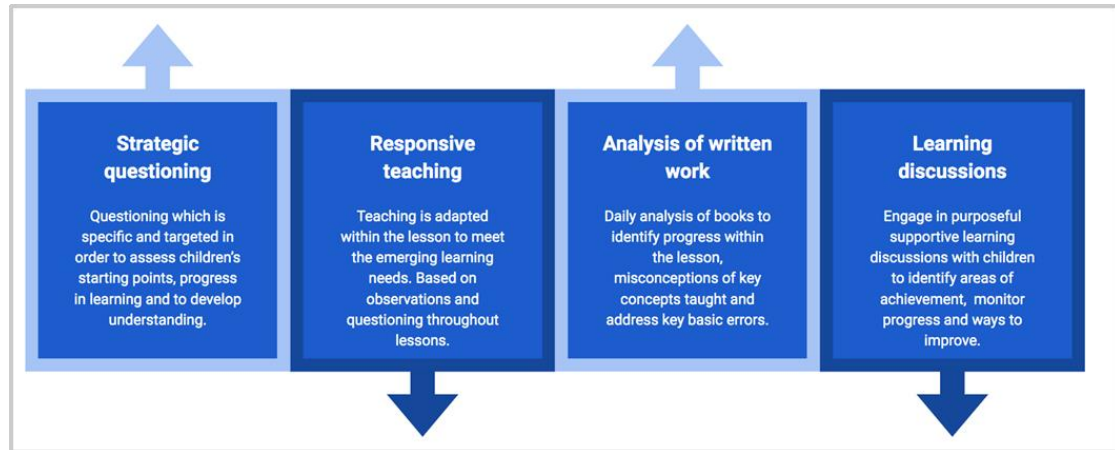 Strategic
questioning
Questioning which is
specific and targeted in
order to assess children's
starting points, progress
in learning and to develop
understanding.
Responsive
teaching
Teaching is adapted
within the lesson to meet
the emerging learning
needs. Based on
observations and
questioning throughout
lessons.
Analysis of written
work
Daily analysis of books to
identify progress within
the lesson,
misconceptions of key
concepts taught and
address key basic errors.
Learning
discussions
Engage in purposeful
supportive learning
discussions with children
to identify areas of
achievement, monitor
progress and ways to
improve.